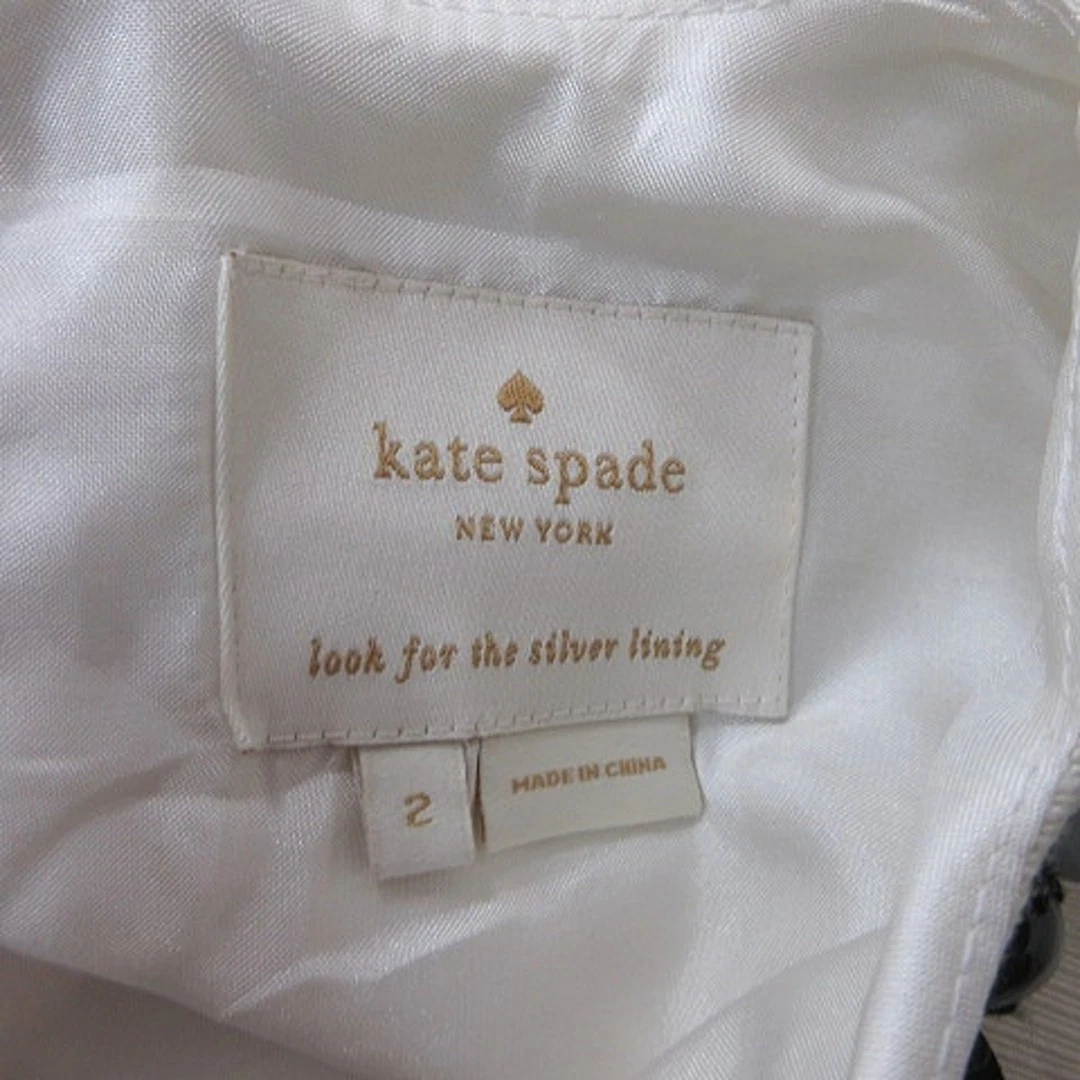 kate spade
NEW YORK
look for the silver lining
2
MADE IN CHINA